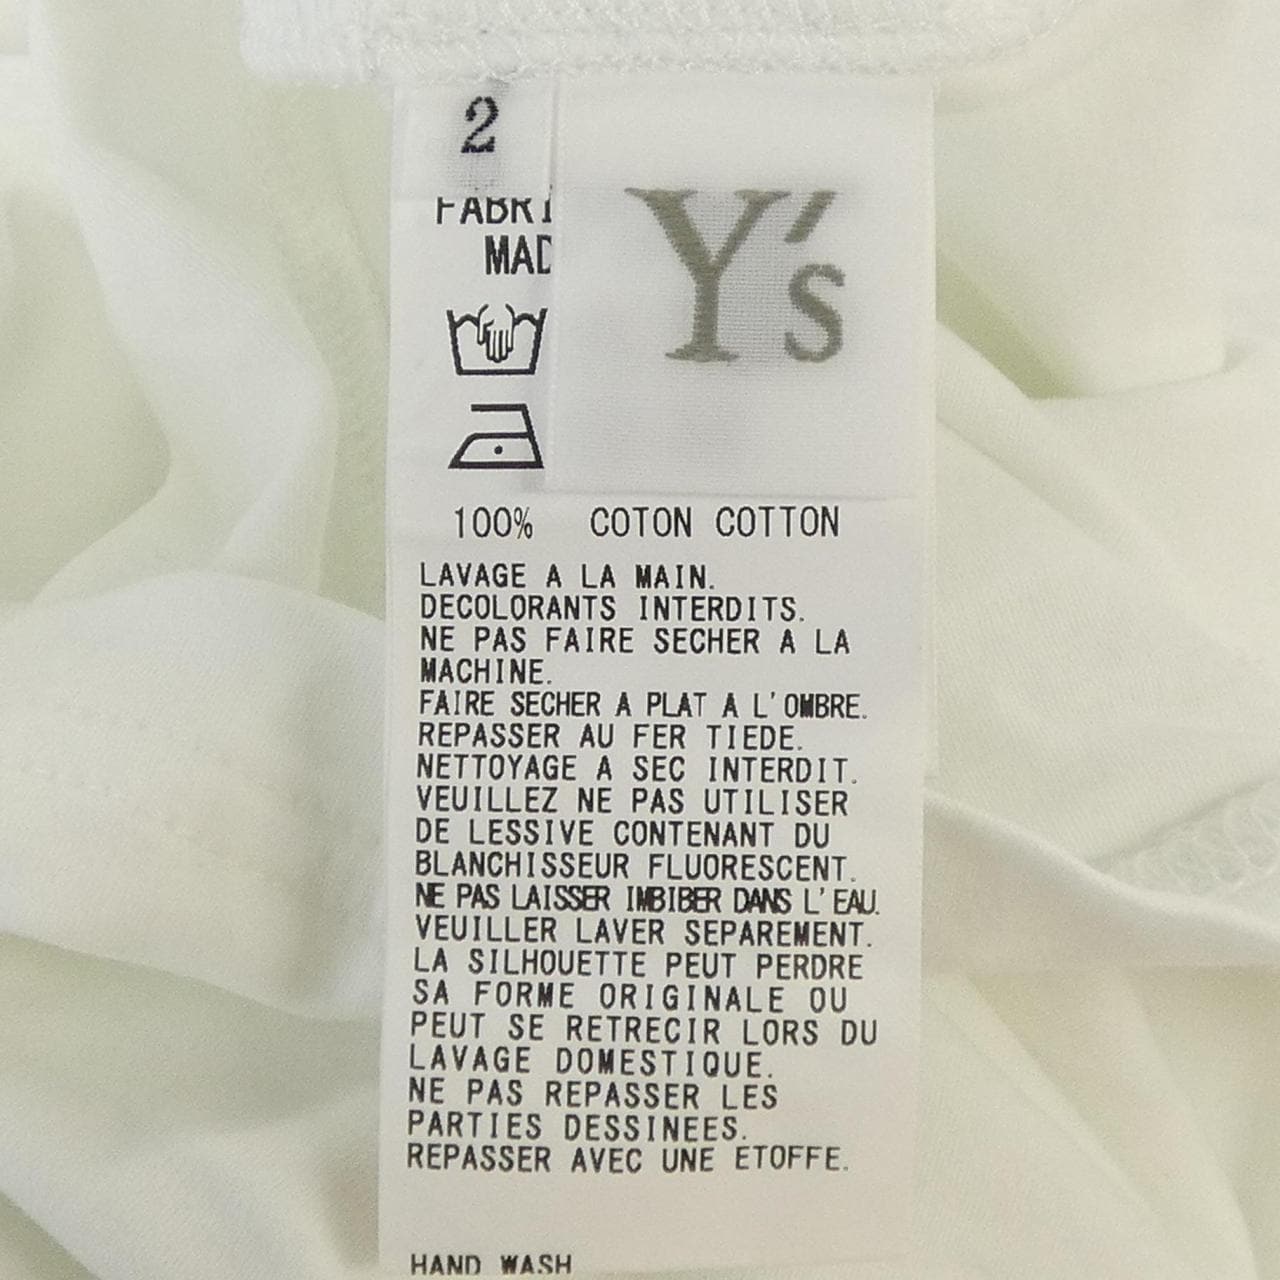 2
Y's
FABRI
MAD
100% COTON COTTON
LAVAGE A LA MAIN.
DECOLORANTS INTERDITS.
NE PAS FAIRE SECHER A LA
MACHINE.
FAIRE SECHER A PLAT A L'OMBRE.
REPASSER AU FER TIEDE.
NETTOYAGE A SEC INTERDIT.
VEUILLEZ NE PAS UTILISER
DE LESSIVE CONTENANT DU
BLANCHISSEUR FLUORESCENT.
NE PAS LAISSER IMBIBER DANS L'EAU.
VEUILLER LAVER SEPAREMENT.
LA SILHOUETTE PEUT PERDRE
SA FORME ORIGINALE OU
PEUT SE RETRECIR LORS DU
LAVAGE DOMESTIQUE.
NE PAS REPASSER LES
PARTIES DESSINEES.
REPASSER AVEC UNE ETOFFE.
HAND WASH